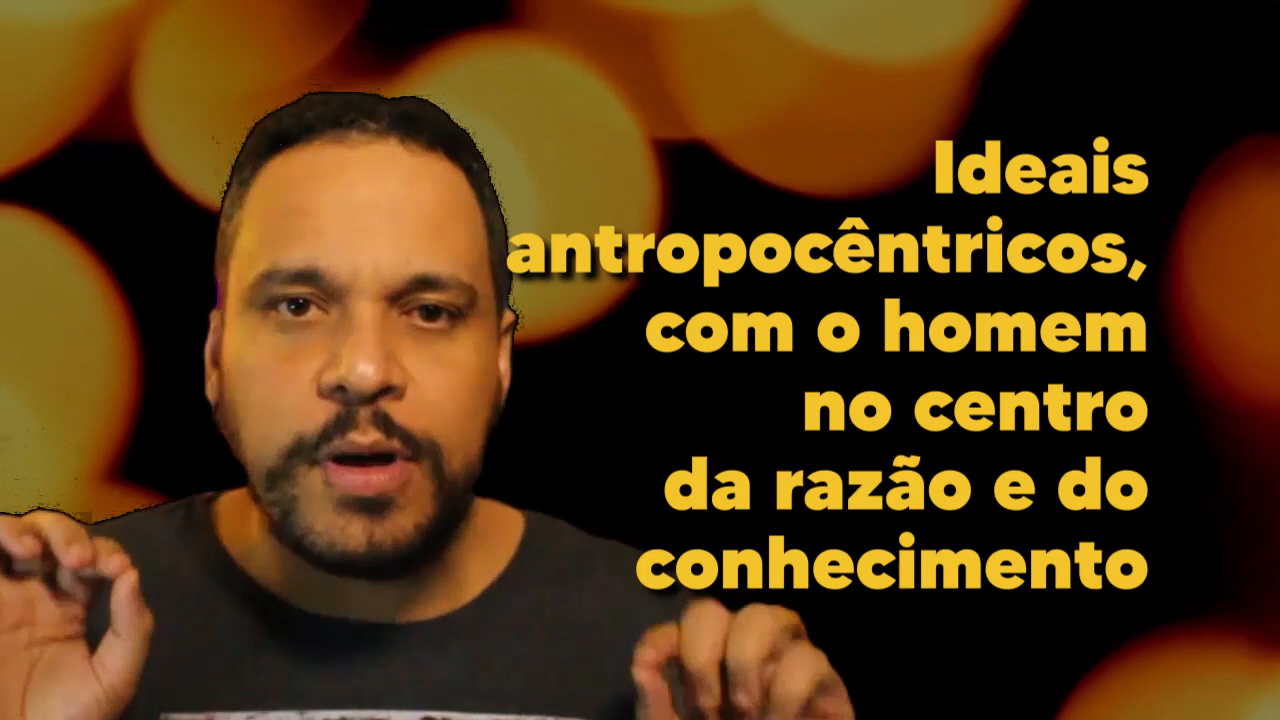 Ideais
antropocêntricos,
com o homem
no centro
da razão e do
conhecimento